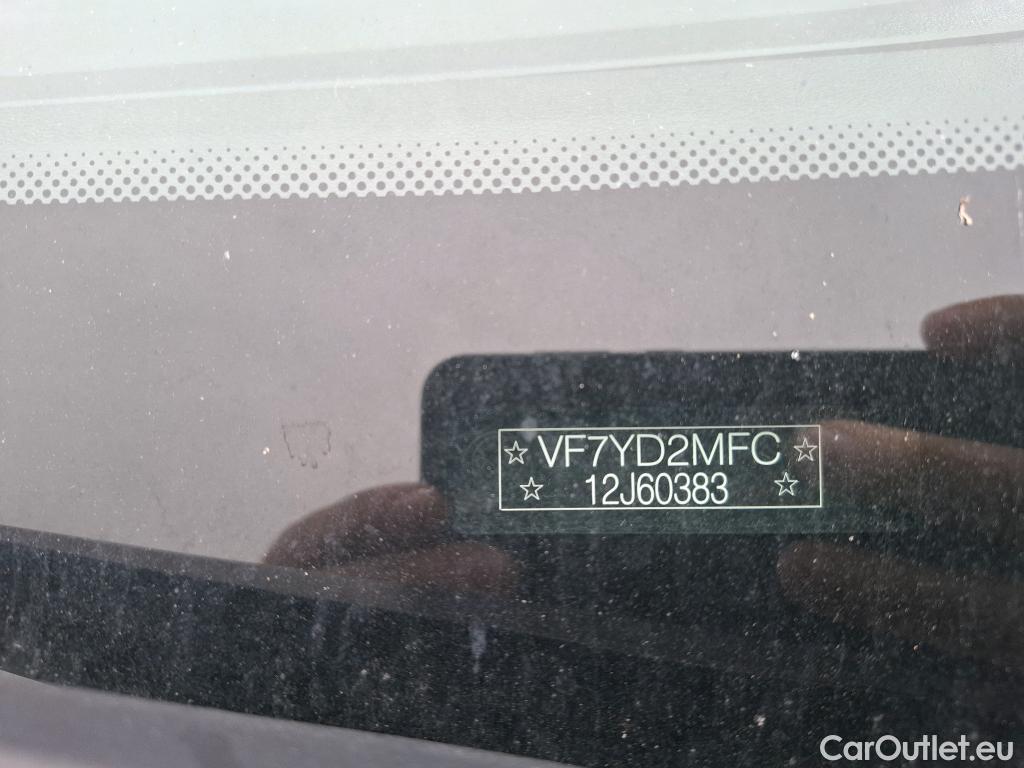 ☆ VF7YD2MFC ☆
☆ 12J60383 ☆
CarOutlet.eu